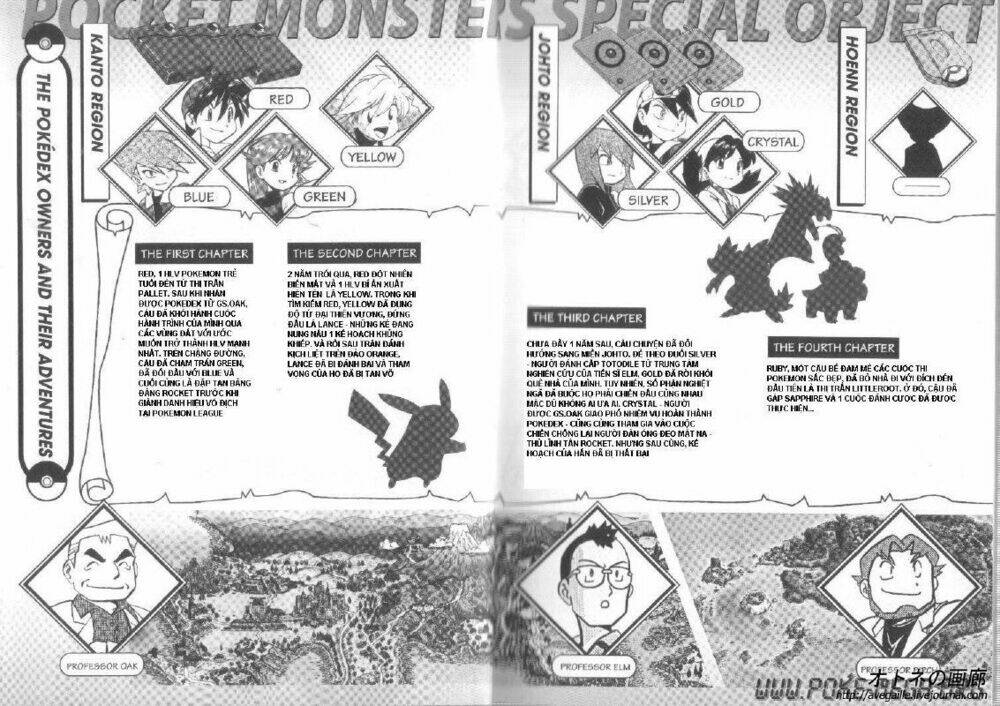 POCKET MONSTERS SPECIAL OBJECT
THE POKÉDEX OWNERS AND THEIR ADVENTURES
KANTO REGION
RED
YELLOW
BLUE
GREEN
JOHTO REGION
GOLD
CRYSTAL
SILVER
HOENN REGION
THE FIRST CHAPTER
RED, 1 HLV POKEMON TRẺ
TUỔI ĐẾN TỪ THỊ TRẤN
PALLET. SAU KHI NHẬN
ĐƯỢC POKEDEX TỪ GS.OAK,
CẬU ĐÃ KHỞI HÀNH CUỘC
HÀNH TRÌNH CỦA MÌNH QUA
CÁC VÙNG ĐẤT VỚI ƯỚC
MUỐN TRỞ THÀNH HLV MẠNH
NHẤT. TRÊN CHẶNG ĐƯỜNG,
CẬU ĐÃ CHẠM TRÁN GREEN,
ĐÃ ĐỐI ĐẦU VỚI BLUE VÀ
CUỐI CÙNG LÀ ĐẬP TAN BĂNG
ĐẢNG ROCKET TRƯỚC KHI
GIÀNH DANH HIỆU VÔ ĐỊCH
TẠI POKEMON LEAGUE
THE SECOND CHAPTER
2 NĂM TRÔI QUA, RED ĐỘT NHIÊN
BIẾN MẤT VÀ 1 HLV BÍ ẨN XUẤT
HIỆN TÊN LÀ YELLOW. TRONG KHI
TÌM KIẾM RED, YELLOW ĐÃ ĐỤNG
ĐỘ TỨ ĐẠI THIÊN VƯƠNG, ĐỨNG
ĐẦU LÀ LANCE - NHỮNG KẺ ĐANG
NUNG NẤU 1 KẾ HOẠCH KHỦNG
KHIẾP. VÀ RỒI SAU TRẬN ĐÁNH
KỊCH LIỆT TRÊN ĐẢO ORANGE,
LANCE ĐÃ BỊ ĐÁNH BẠI VÀ THAM
VỌNG CỦA HỌ ĐÃ BỊ TAN VỠ
THE THIRD CHAPTER
CHƯA ĐẦY 1 NĂM SAU, CÂU CHUYỆN ĐÃ ĐỔI
HƯỚNG SANG MIỀN JOHTO. ĐỂ THEO ĐUỔI SILVER
- NGƯỜI ĐÁNH CẮP TOTODLE TỪ TRUNG TÂM
NGHIÊN CỨU CỦA TIẾN SĨ ELM, GOLD ĐÃ RỜI KHỎI
QUÊ NHÀ CỦA MÌNH. TUY NHIÊN, SỐ PHẬN NGHIỆT
NGÃ ĐÃ BUỘC HỌ PHẢI CHIẾN ĐẤU CÙNG NHAU
MẶC DÙ KHÔNG AI ƯA AI. CRYSTAL - NGƯỜI
ĐƯỢC GS.OAK GIAO PHÓ NHIỆM VỤ HOÀN THÀNH
POKEDEX - CŨNG CÙNG THAM GIA VÀO CUỘC
CHIẾN CHỐNG LẠI NGƯỜI ĐÀN ÔNG ĐEO MẶT NẠ -
THỦ LĨNH TÂN ROCKET. NHƯNG SAU CÙNG, KẾ
HOẠCH CỦA HẮN ĐÃ BỊ THẤT BẠI
THE FOURTH CHAPTER
RUBY, MỘT CẬU BÉ ĐAM MÊ CÁC CUỘC THI
POKEMON SẮC ĐẸP, ĐÃ BỎ NHÀ ĐI VỚI ĐÍCH ĐẾN
ĐẦU TIÊN LÀ THỊ TRẤN LITTLEROOT. Ở ĐÓ, CẬU ĐÃ
GẶP SAPPHIRE VÀ 1 CUỘC ĐÁNH CƯỢC ĐÃ ĐƯỢC
THỰC HIỆN...
PROFESSOR OAK
PROFESSOR ELM
PROFESSOR
オトネの画廊
http://avegaille.livejournal.com